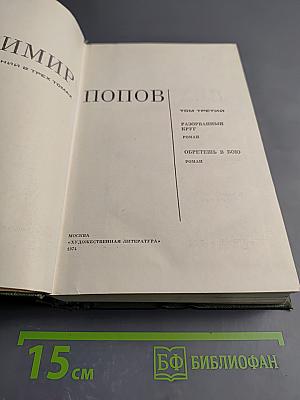 ИМИР
НИЙ В ТРЕХ ТОМАХ
ПОПОВ
ТОМ ТРЕТИЙ
РАЗОРВАННЫЙ
КРУГ
РОМАН
ОБРЕТЕШЬ В БОЮ
РОМАН
МОСКВА
«ХУДОЖЕСТВЕННАЯ ЛИТЕРАТУРА»
1974
15 см
БФ БИБЛИОФАН